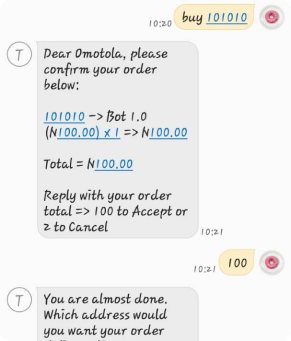 buy 101010
10:20
T
Dear Omotola, please
confirm your order
below:
101010 -> Bot 1.0
(N100.00) x 1 => N100.00
Total = N100.00
Reply with your order
total => 100 to Accept or
2 to Cancel
10:21
100
10:21
T
You are almost done.
Which address would
you want your order